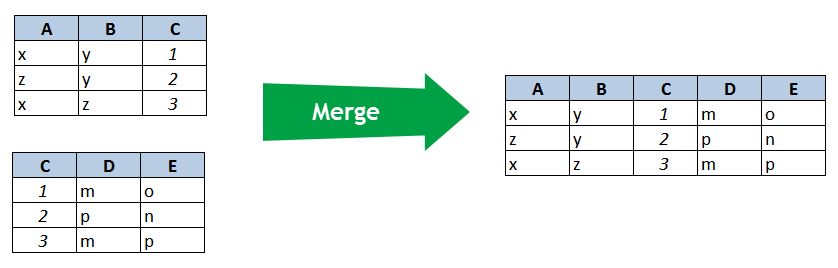 A B C
x y 1
z y 2
x z 3
C D E
1 m o
2 p n
3 m p
Merge
A B C D E
x y 1 m o
z y 2 p n
x z 3 m p